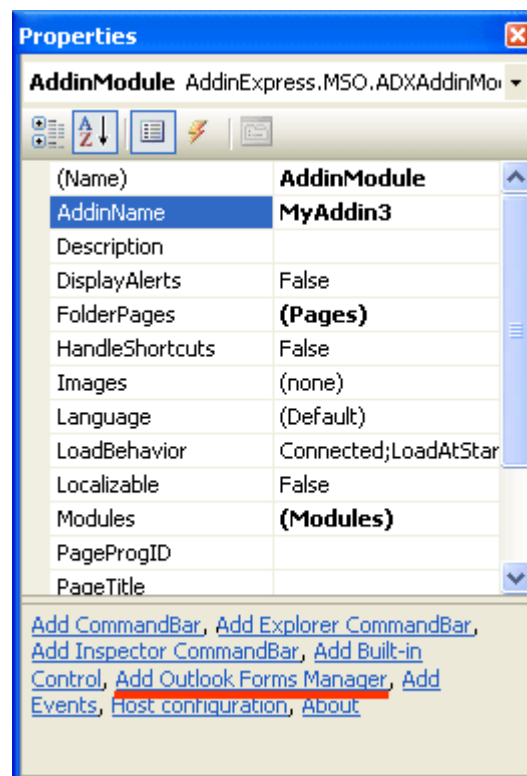 Properties
AddinModule AddinExpress.MSO.ADXAddinMo
(Name) AddinModule
AddinName MyAddin3
Description
DisplayAlerts False
FolderPages (Pages)
HandleShortcuts False
Images (none)
Language (Default)
LoadBehavior Connected;LoadAtStar
Localizable False
Modules (Modules)
PageProgID
PageTitle
Add CommandBar, Add Explorer CommandBar,
Add Inspector CommandBar, Add Built-in
Control, Add Outlook Forms Manager, Add
Events, Host configuration, About